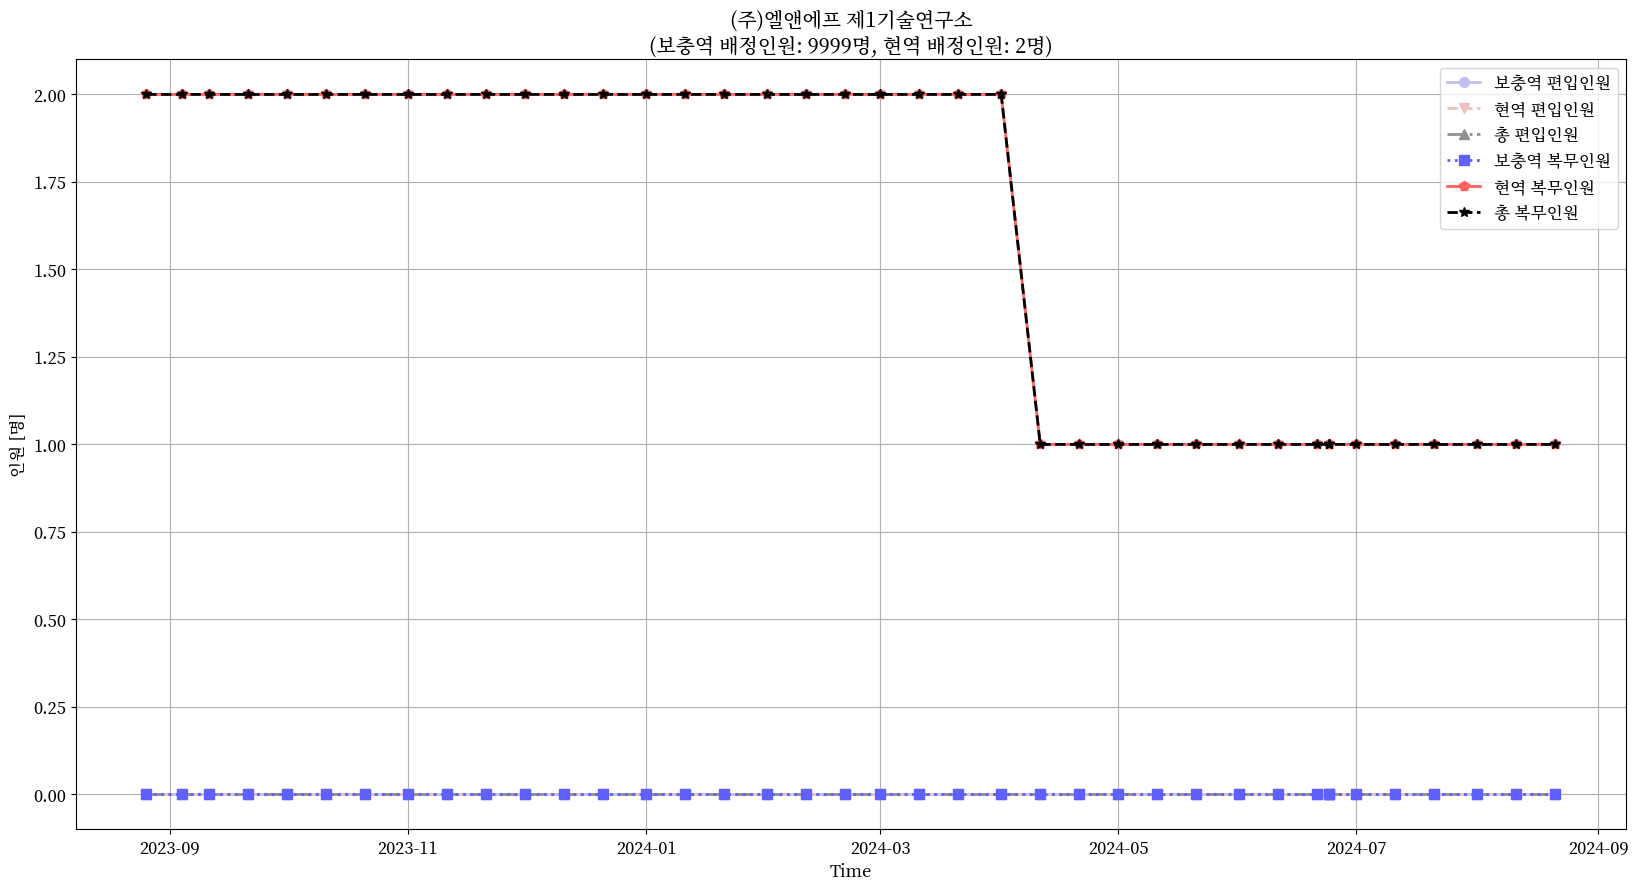 (주)엘앤에프 제1기술연구소
(보충역 배정인원: 9999명, 현역 배정인원: 2명)
보충역 편입인원
현역 편입인원
총 편입인원
보충역 복무인원
현역 복무인원
총 복무인원
2.00
1.75
1.50
1.25
1.00
0.75
0.50
0.25
0.00
인원 [명]
2023-09
2023-11
2024-01
2024-03
2024-05
2024-07
2024-09
Time